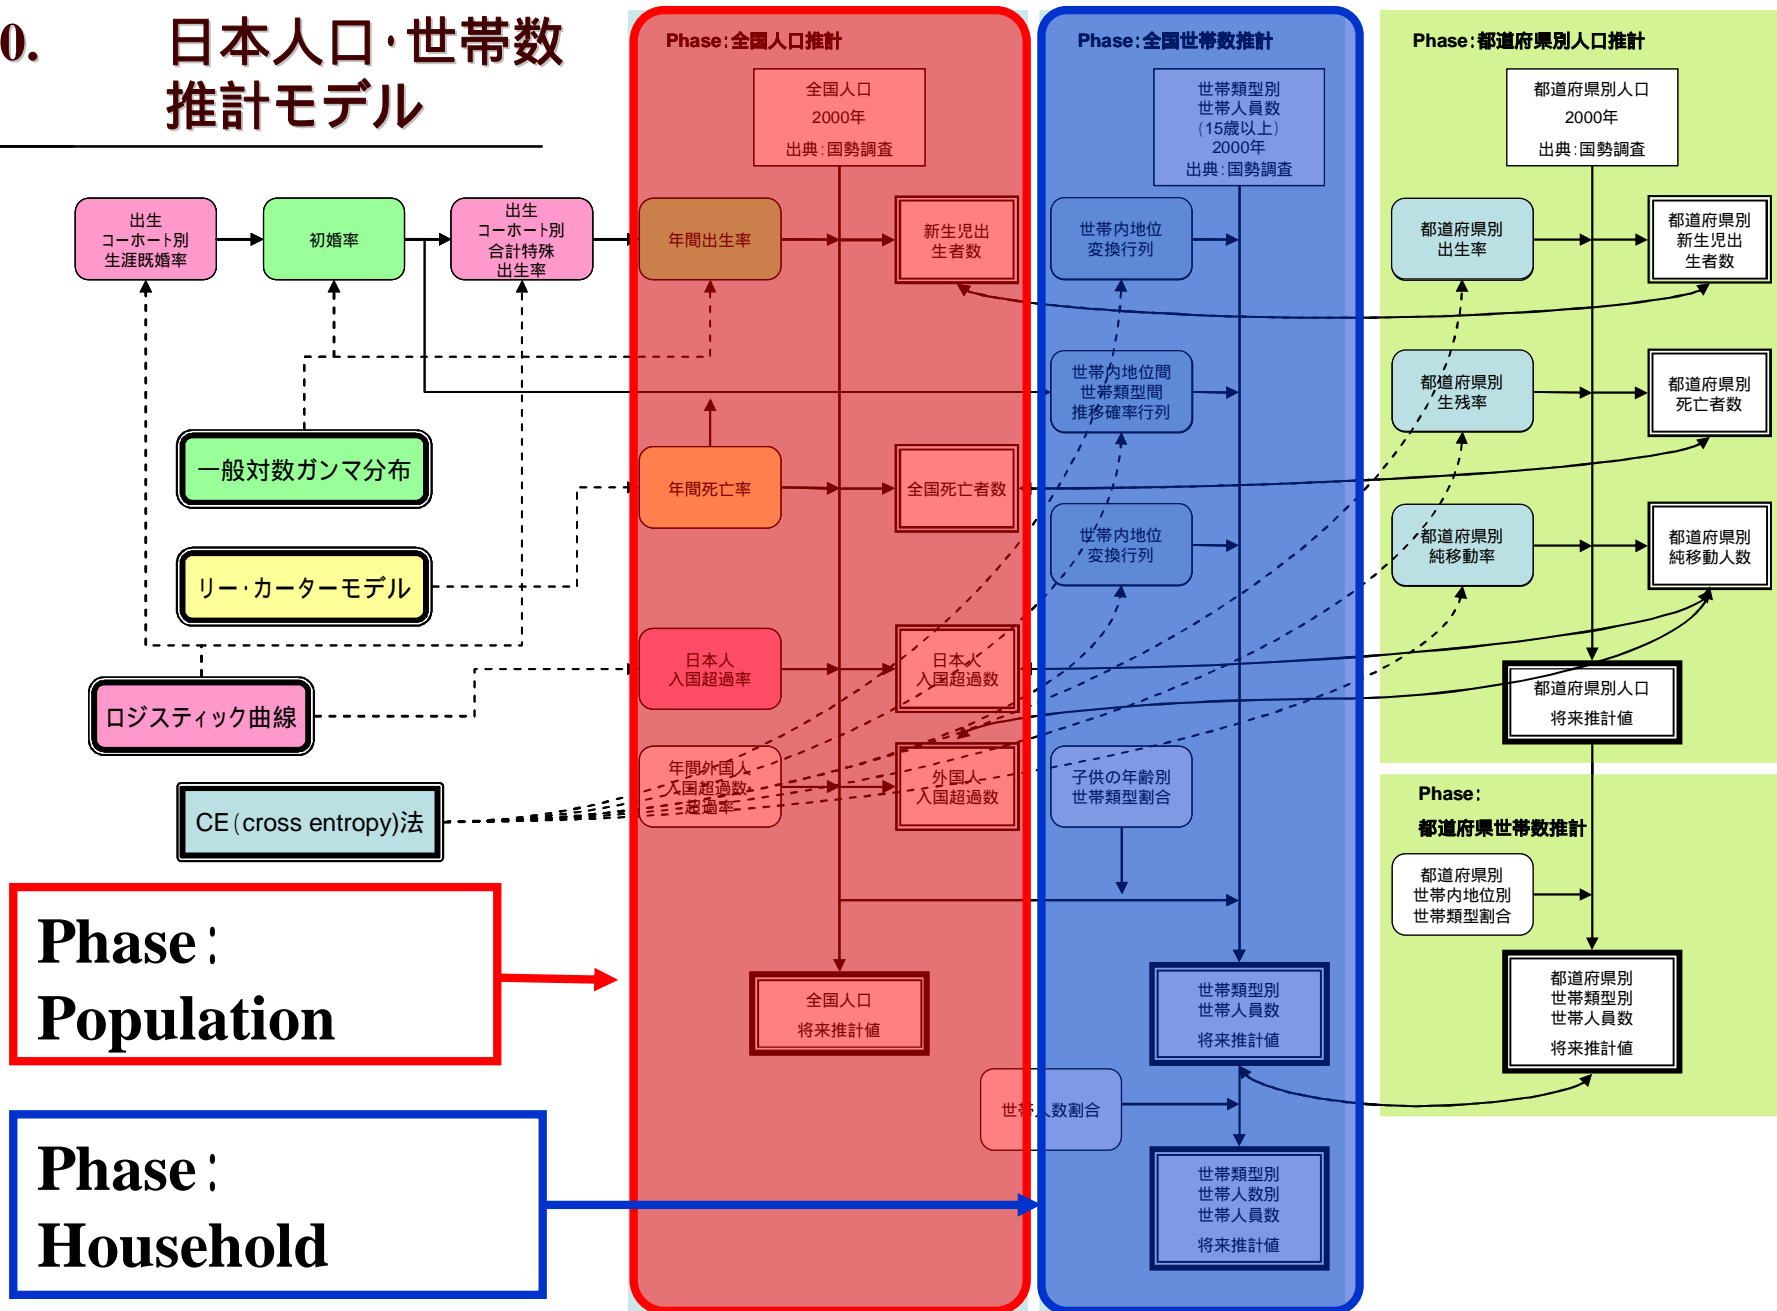 0. 日本人口・世帯数
推計モデル
Phase:全国人口推計
全国人口
2000年
出典:国勢調査
Phase:全国世帯数推計
世帯類型別
世帯人員数
(15歳以上)
2000年
出典:国勢調査
Phase:都道府県別人口推計
都道府県別人口
2000年
出典:国勢調査
出生
コーホート別
生涯既婚率
初婚率
出生
コーホート別
合計特殊
出生率
年間出生率
新生児出
生者数
世帯内地位
変換行列
都道府県別
出生率
都道府県別
新生児出
生者数
世帯内地位間
世帯類型間
推移確率行列
都道府県別
生残率
都道府県別
死亡者数
一般対数ガンマ分布
年間死亡率
全国死亡者数
世帯内地位
変換行列
都道府県別
純移動率
都道府県別
純移動人数
リー・カーターモデル
日本人
入国超過率
日本人
入国超過数
ロジスティック曲線
都道府県別人口
将来推計値
年間外国人
入国超過数・
超過率
外国人
入国超過数
子供の年齢別
世帯類型割合
CE(cross entropy)法
Phase:
都道府県世帯数推計
都道府県別
世帯内地位別
世帯類型割合
Phase:
Population
全国人口
将来推計値
世帯類型別
世帯人員数
将来推計値
都道府県別
世帯類型別
世帯人員数
将来推計値
世帯人数割合
Phase:
Household
世帯類型別
世帯人数別
世帯人員数
将来推計値